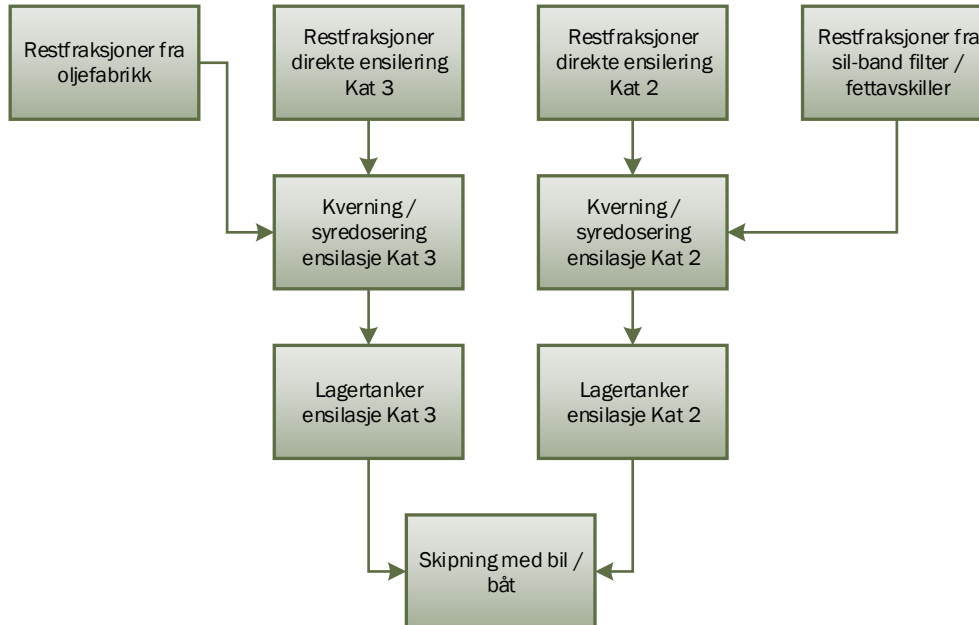 Restfraksjoner fra
oljefabrikk
Restfraksjoner
direkte ensilering
Kat 3
Restfraksjoner
direkte ensilering
Kat 2
Restfraksjoner fra
sil-band filter /
fettavskiller
Kverning /
syredosering
ensilasje Kat 3
Kverning /
syredosering
ensilasje Kat 2
Lagertanker
ensilasje Kat 3
Lagertanker
ensilasje Kat 2
Skipning med bil /
båt